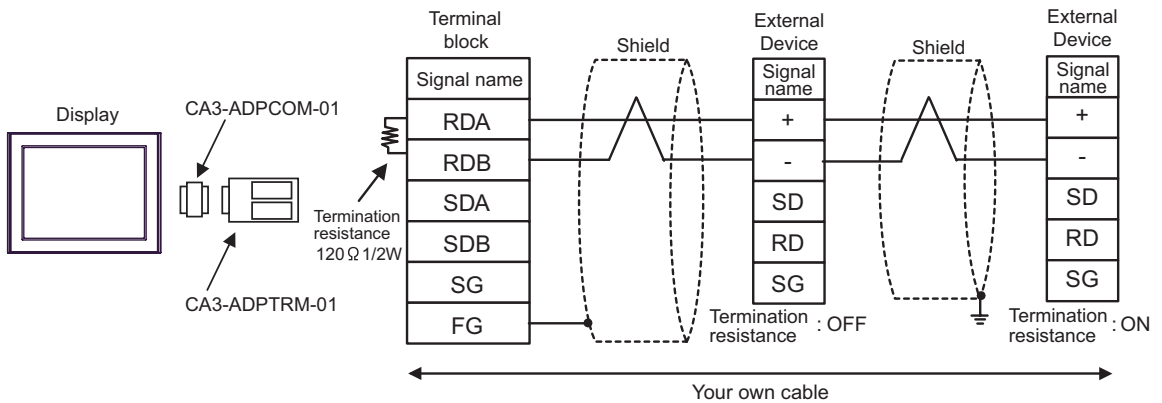 Display
CA3-ADPCOM-01
CA3-ADPTRM-01
Termination
resistance
120Ω1/2W
Terminal
block
Signal name
RDA
RDB
SDA
SDB
SG
FG
Shield
External
Device
Signal
name
+
-
SD
RD
SG
Termination
resistance : OFF
Shield
External
Device
Signal
name
+
-
SD
RD
SG
Termination
resistance : ON
Your own cable